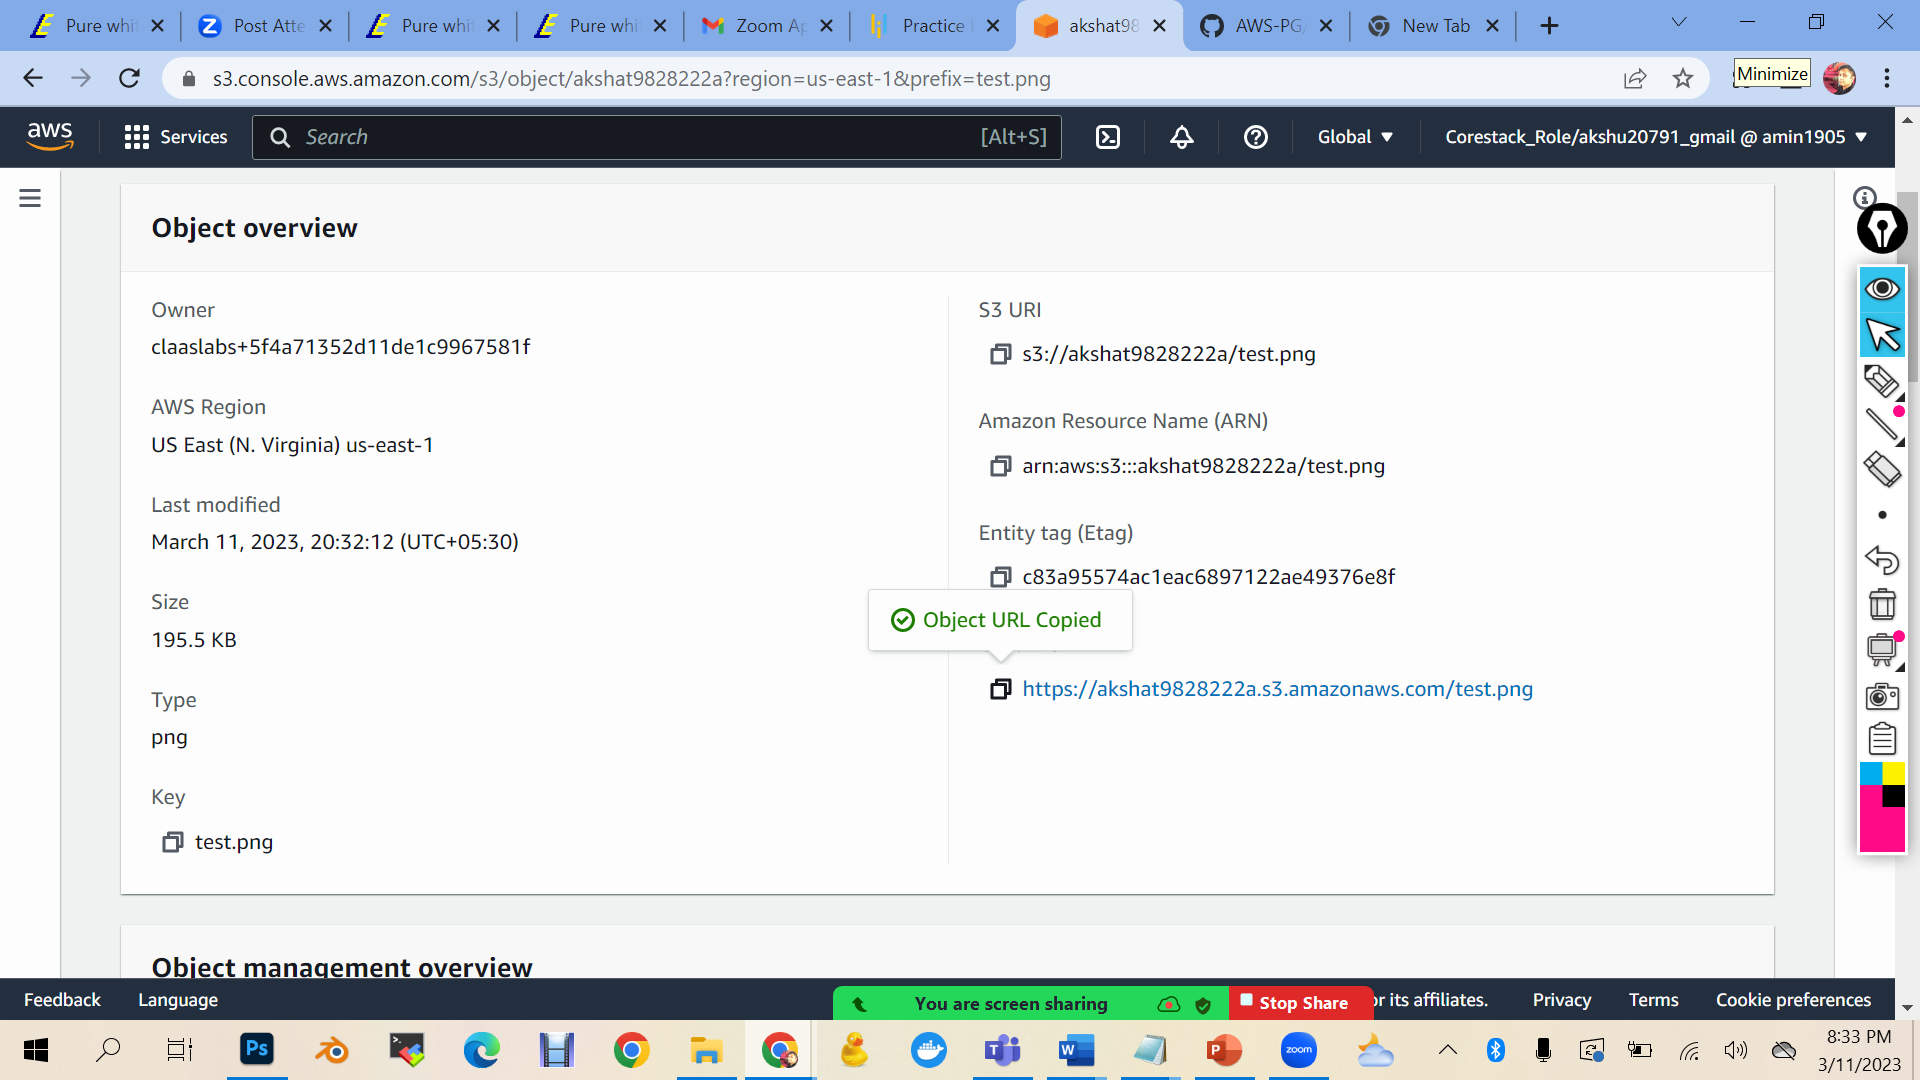 Pure whi
Post Atte
Pure whi
Pure whi
Zoom Ap
Practice
akshat98
AWS-PG/
New Tab
s3.console.aws.amazon.com/s3/object/akshat9828222a?region=us-east-1&prefix=test.png
Minimize
aws
Services
Search
[Alt+S]
Global
Corestack_Role/akshu20791_gmail @ amin1905
Object overview
Owner
claaslabs+5f4a71352d11de1c9967581f
AWS Region
US East (N. Virginia) us-east-1
Last modified
March 11, 2023, 20:32:12 (UTC+05:30)
Size
195.5 KB
Type
png
Key
test.png
S3 URI
s3://akshat9828222a/test.png
Amazon Resource Name (ARN)
arn:aws:s3:::akshat9828222a/test.png
Entity tag (Etag)
c83a95574ac1eac6897122ae49376e8f
Object URL Copied
https://akshat9828222a.s3.amazonaws.com/test.png
Object management overview
Feedback
Language
You are screen sharing
Stop Share
or its affiliates.
Privacy
Terms
Cookie preferences
Ps
zoom
8:33 PM
3/11/2023